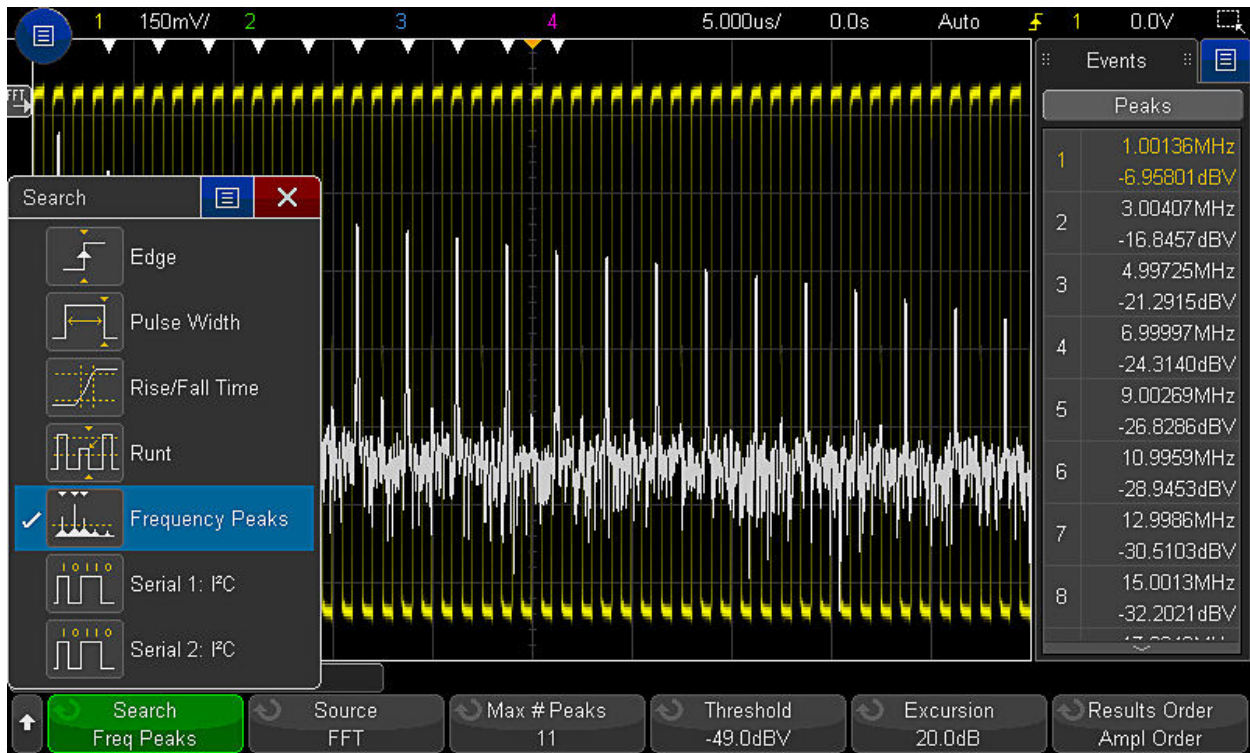 1 150mV/ 2 3 4 5.000us/ 0.0s Auto 1 0.0V
FFT
Events
Peaks
1 1.00136MHz
-6.95801dBV
2 3.00407MHz
-16.8457dBV
3 4.99725MHz
-21.2915dBV
4 6.99997MHz
-24.3140dBV
5 9.00269MHz
-26.8286dBV
6 10.9959MHz
-28.9453dBV
7 12.9986MHz
-30.5103dBV
8 15.0013MHz
-32.2021dBV
Search
Edge
Pulse Width
Rise/Fall Time
Runt
Frequency Peaks
10110
Serial 1: I²C
10110
Serial 2: I²C
Search
Freq Peaks
Source
FFT
Max # Peaks
11
Threshold
-49.0dBV
Excursion
20.0dB
Results Order
Ampl Order